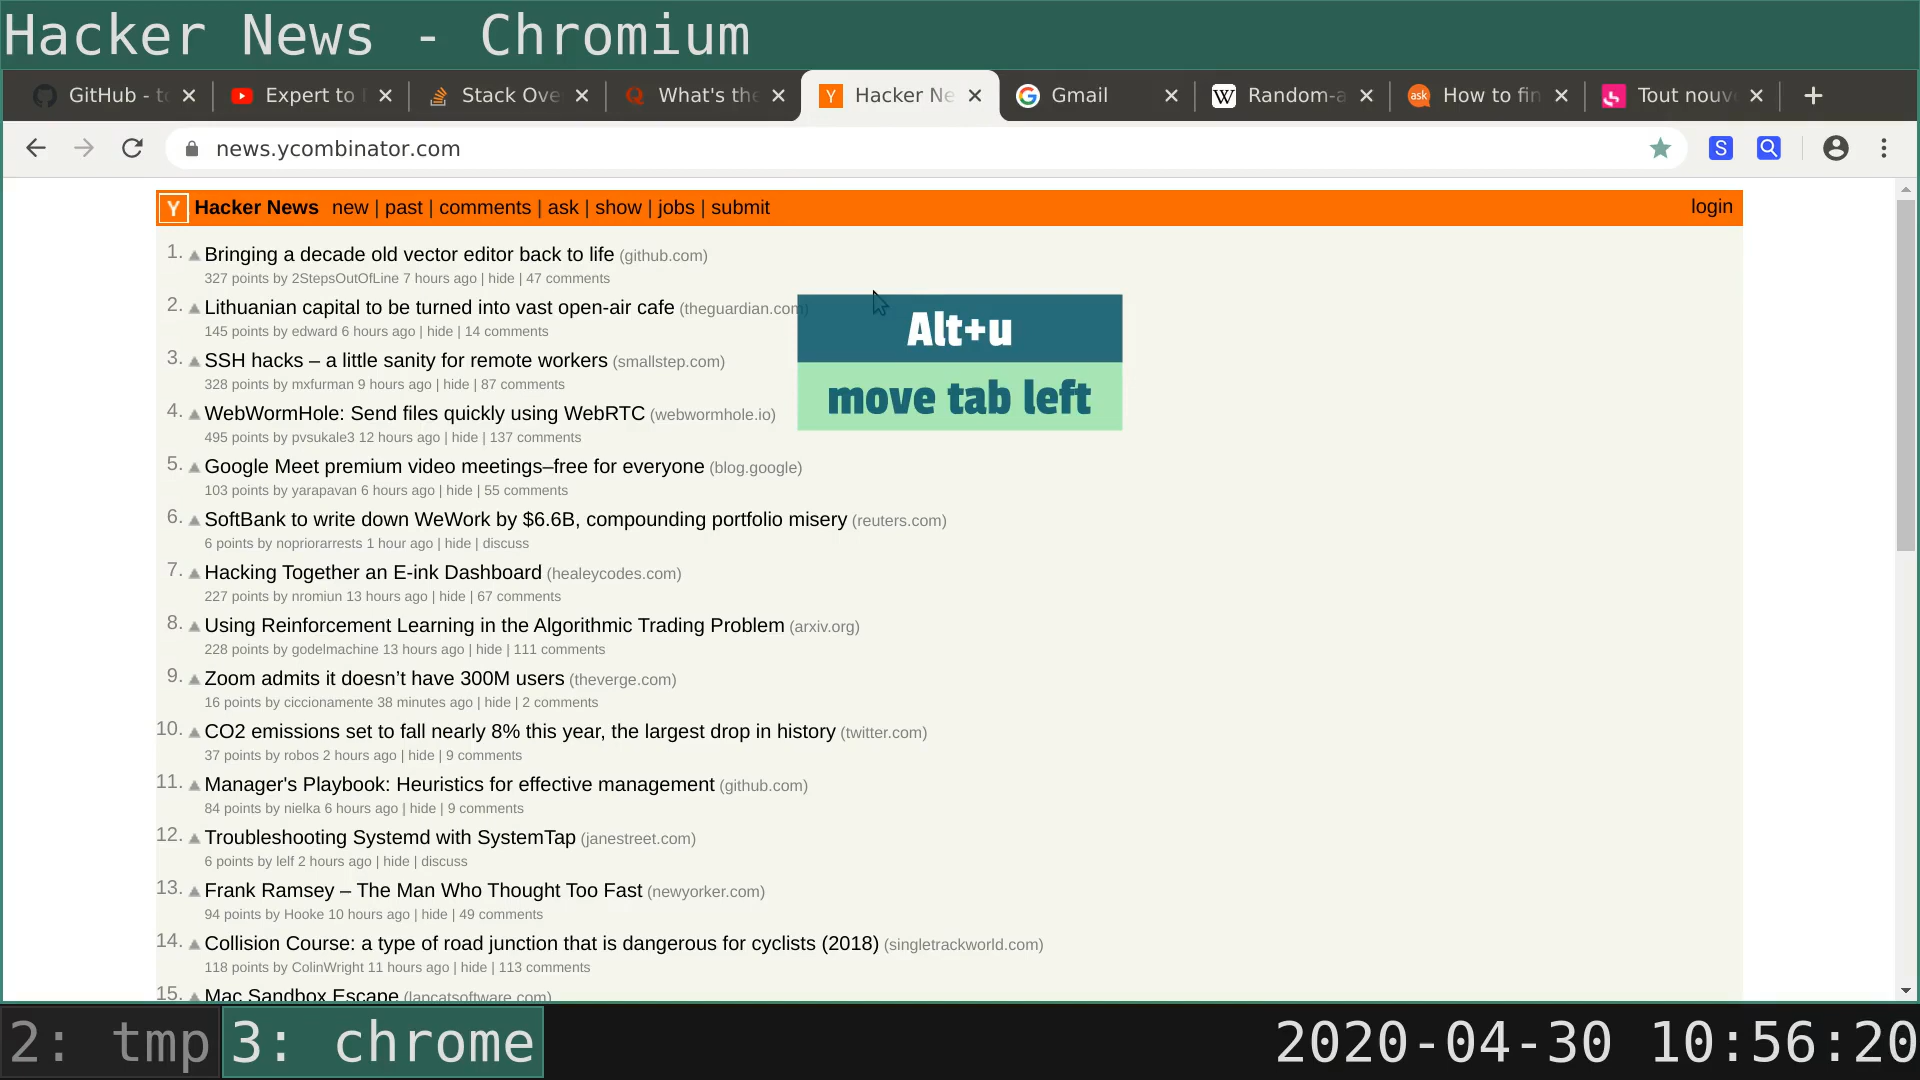 Hacker News - Chromium
GitHub - t
Expert to
Stack Ove
What's the
Hacker Ne
Gmail
Random-a
How to fin
Tout nouv
news.ycombinator.com
S
Y Hacker News new | past | comments | ask | show | jobs | submit login
1. Bringing a decade old vector editor back to life (github.com)
327 points by 2StepsOutOfLine 7 hours ago | hide | 47 comments
2. Lithuanian capital to be turned into vast open-air cafe (theguardian.com)
145 points by edward 6 hours ago | hide | 14 comments
Alt+u
move tab left
3. SSH hacks – a little sanity for remote workers (smallstep.com)
328 points by mxfurman 9 hours ago | hide | 87 comments
4. WebWormHole: Send files quickly using WebRTC (webwormhole.io)
495 points by pvsukale3 12 hours ago | hide | 137 comments
5. Google Meet premium video meetings–free for everyone (blog.google)
103 points by yarapavan 6 hours ago | hide | 55 comments
6. SoftBank to write down WeWork by $6.6B, compounding portfolio misery (reuters.com)
6 points by nopriorarrests 1 hour ago | hide | discuss
7. Hacking Together an E-ink Dashboard (healeycodes.com)
227 points by nromiun 13 hours ago | hide | 67 comments
8. Using Reinforcement Learning in the Algorithmic Trading Problem (arxiv.org)
228 points by godelmachine 13 hours ago | hide | 111 comments
9. Zoom admits it doesn’t have 300M users (theverge.com)
16 points by ciccionamente 38 minutes ago | hide | 2 comments
10. CO2 emissions set to fall nearly 8% this year, the largest drop in history (twitter.com)
37 points by robos 2 hours ago | hide | 9 comments
11. Manager's Playbook: Heuristics for effective management (github.com)
84 points by nielka 6 hours ago | hide | 9 comments
12. Troubleshooting Systemd with SystemTap (janestreet.com)
6 points by lelf 2 hours ago | hide | discuss
13. Frank Ramsey – The Man Who Thought Too Fast (newyorker.com)
94 points by Hooke 10 hours ago | hide | 49 comments
14. Collision Course: a type of road junction that is dangerous for cyclists (2018) (singletrackworld.com)
118 points by ColinWright 11 hours ago | hide | 113 comments
15. Mac Sandbox Escape (lapcatsoftware.com)
2: tmp 3: chrome 2020-04-30 10:56:20